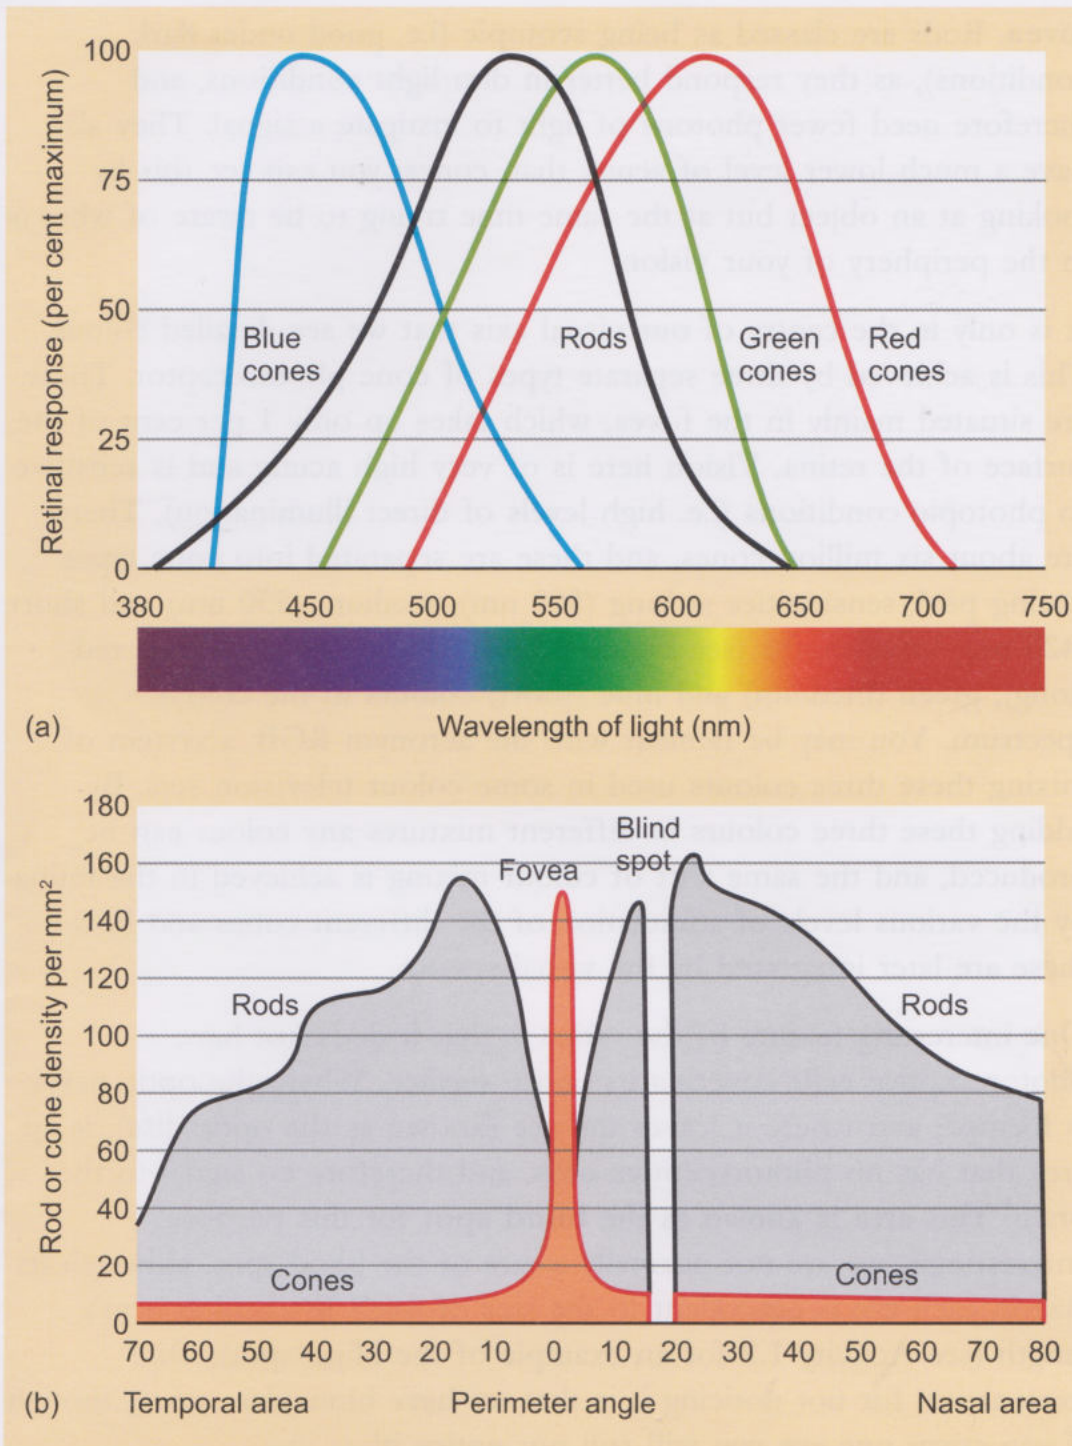 Retinal response (per cent maximum)
100
75
50
25
0
Blue
cones
Rods
Green
cones
Red
cones
380 450 500 550 600 650 700 750
Wavelength of light (nm)
(a)
Rod or cone density per mm²
180
160
140
120
100
80
60
40
20
0
Rods
Fovea
Blind
spot
Rods
Cones
Cones
70 60 50 40 30 20 10 0 10 20 30 40 50 60 70 80
(b) Temporal area Perimeter angle Nasal area